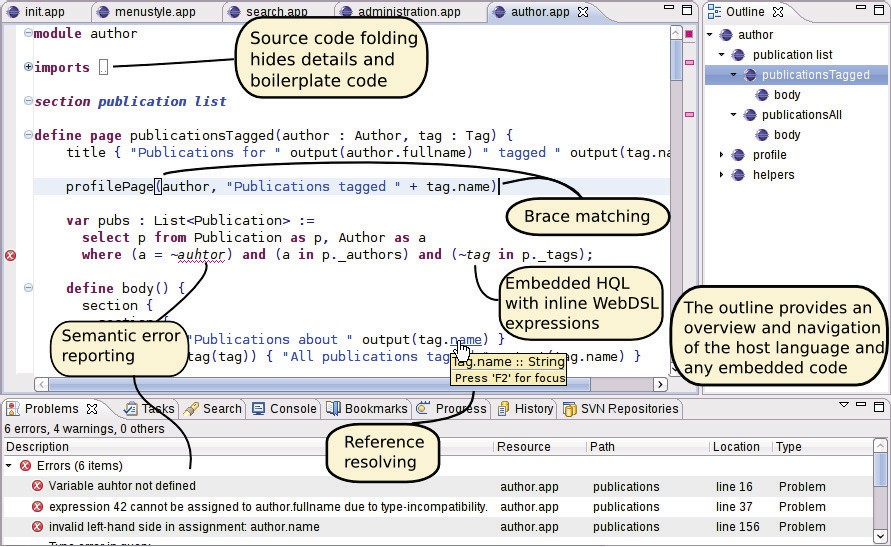 init.app
menustyle.app
search.app
administration.app
author.app
Outline
module author
imports ..
section publication list
define page publicationsTagged(author : Author, tag : Tag) {
title { "Publications for " output(author.fullname) " tagged " output(tag.na
profilePage(author, "Publications tagged " + tag.name)
var pubs : List<Publication> :=
select p from Publication as p, Author as a
where (a = ~auhtor) and (a in p._authors) and (~tag in p._tags);
define body() {
section {
"Publications about " output(tag.name) }
tag(tag)) { "All publications
(tag.name) }
Source code folding
hides details and
boilerplate code
Brace matching
Embedded HQL
with inline WebDSL
expressions
Semantic error
reporting
Tag.name :: String
Press 'F2' for focus
Reference
resolving
author
publication list
publicationsTagged
body
publicationsAll
body
profile
helpers
The outline provides an
overview and navigation
of the host language and
any embedded code
Problems
Tasks
Search
Console
Bookmarks
Progress
History
SVN Repositories
6 errors, 4 warnings, 0 others
Description Resource Path Location Type
Errors (6 items)
Variable auhtor not defined author.app publications line 16 Problem
expression 42 cannot be assigned to author.fullname due to type-incompatibility. author.app publications line 37 Problem
invalid left-hand side in assignment: author.name author.app publications line 156 Problem